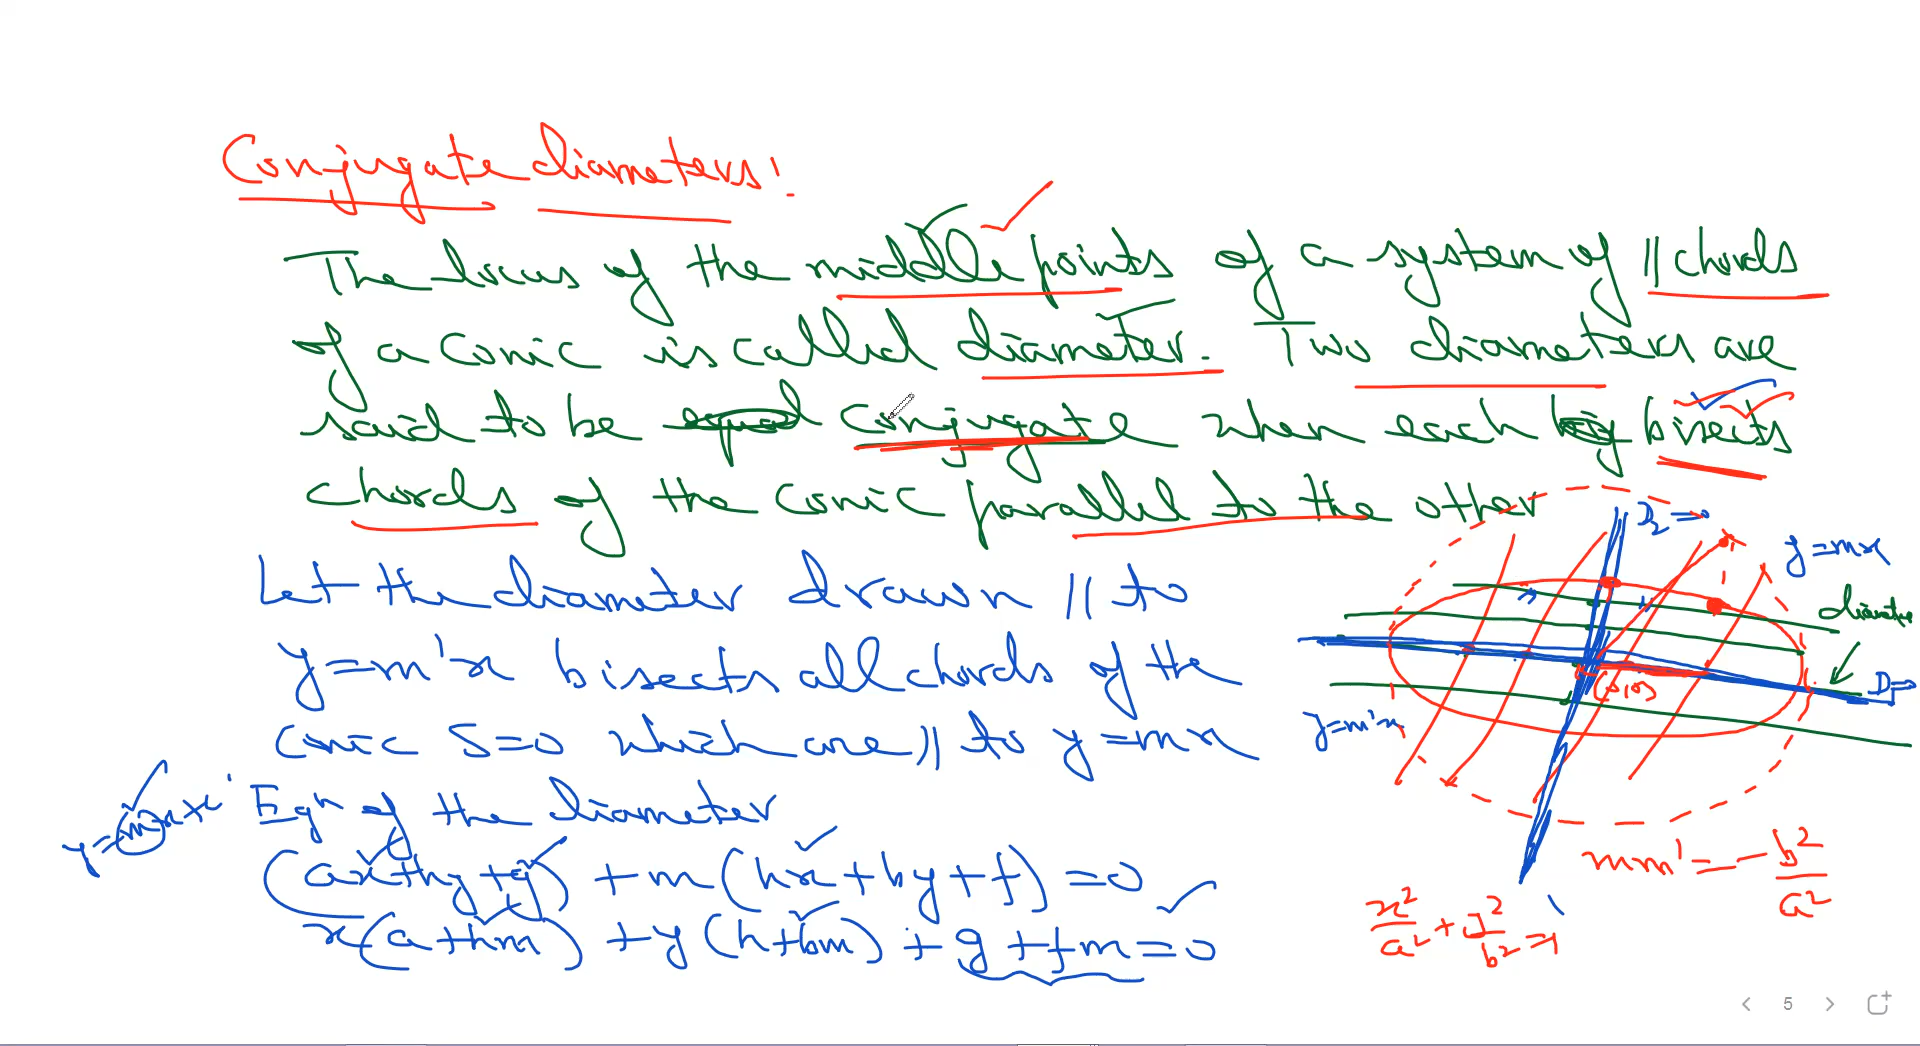 Conjugate diameters:
The locus of the middle points of a system of || chords
of a conic is called diameter. Two diameters are
said to be conjugate when each bisects
chords of the conic parallel to the other
Let the diameter drawn || to
y=m'x bisects all chords of the
conic S=0 which are || to y=mx
y=mx+c' Eqn of the diameter
(ax+hy+g)+m(hx+by+f)=0
x(a+hm)+y(h+bm)+g+fm=0
D₂=0
y=mx
diameter
(0,0)
y=m'x
mm'=-b²/a²
x²/a²+y²/b²=1
5